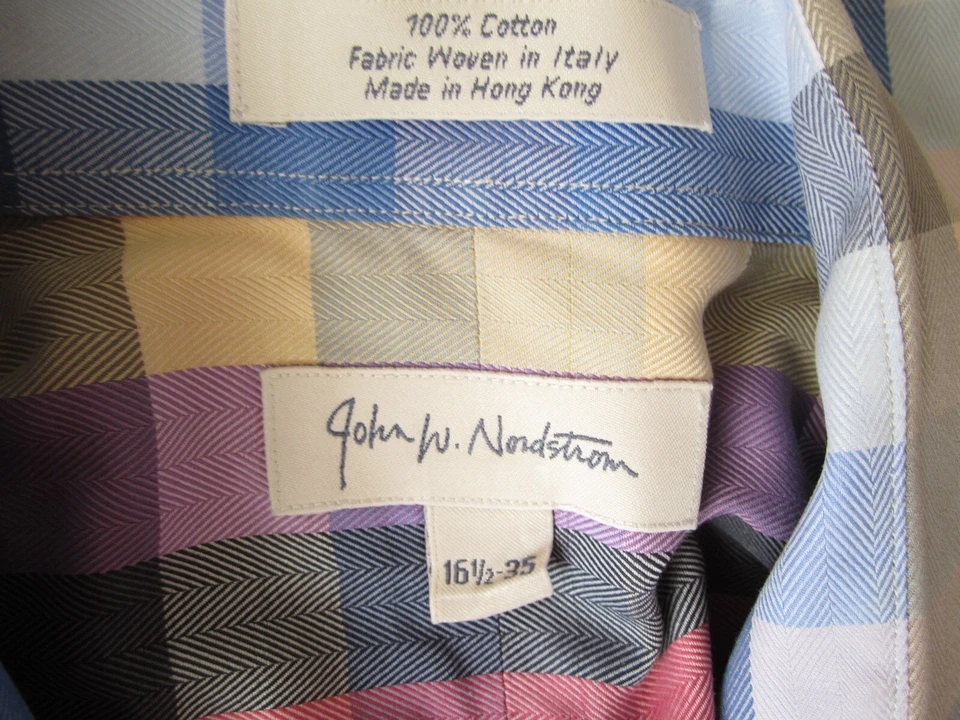 100% Cotton
Fabric Woven in Italy
Made in Hong Kong
John W. Nordstrom
16½-35